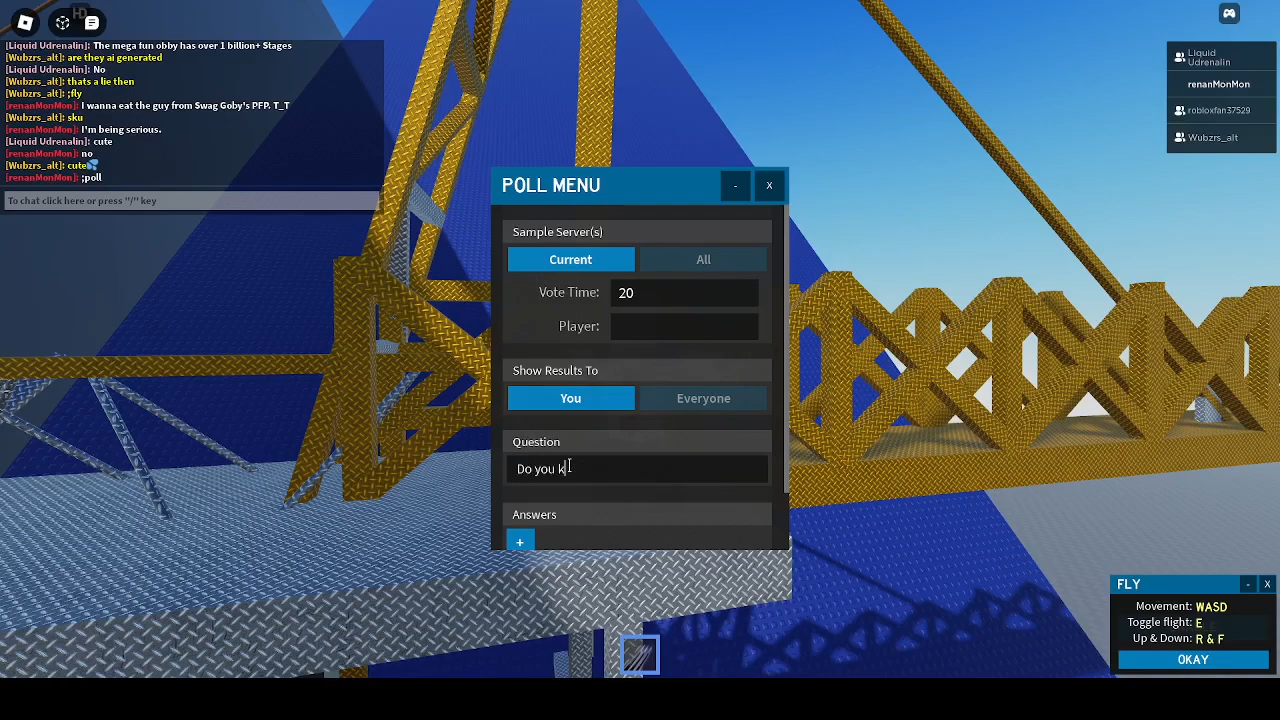 HD
[Liquid Udrenalin]: The mega fun obby has over 1 billion+ Stages
[Wubzrs_alt]: are they ai generated
[Liquid Udrenalin]: No
[Wubzrs_alt]: thats a lie then
[Wubzrs_alt]: ;fly
[renanMonMon]: I wanna eat the guy from Swag Goby's PFP. T_T
[Wubzrs_alt]: sku
[renanMonMon]: I'm being serious.
[Liquid Udrenalin]: cute
[renanMonMon]: no
[Wubzrs_alt]: cute💦
[renanMonMon]: ;poll
To chat click here or press "/" key
Liquid
Udrenalin
renanMonMon
robloxfan37529
Wubzrs_alt
POLL MENU - X
Sample Server(s)
Current All
Vote Time: 20
Player:
Show Results To
You Everyone
Question
Do you k
Answers
+
FLY - X
Movement: WASD
Toggle flight: E
Up & Down: R & F
OKAY